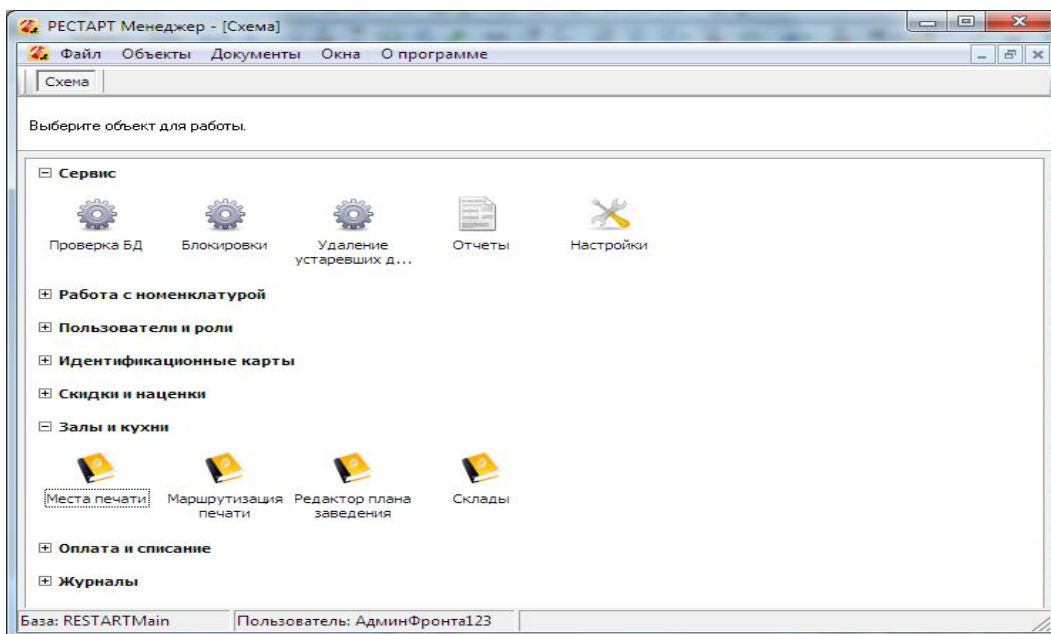 РЕСТАРТ Менеджер - [Схема]
Файл Объекты Документы Окна О программе
Схема
Выберите объект для работы.
Сервис
Проверка БД Блокировки Удаление устаревших д... Отчеты Настройки
Работа с номенклатурой
Пользователи и роли
Идентификационные карты
Скидки и наценки
Залы и кухни
Места печати Маршрутизация печати Редактор плана заведения Склады
Оплата и списание
Журналы
База: RESTARTMain Пользователь: АдминФронта123